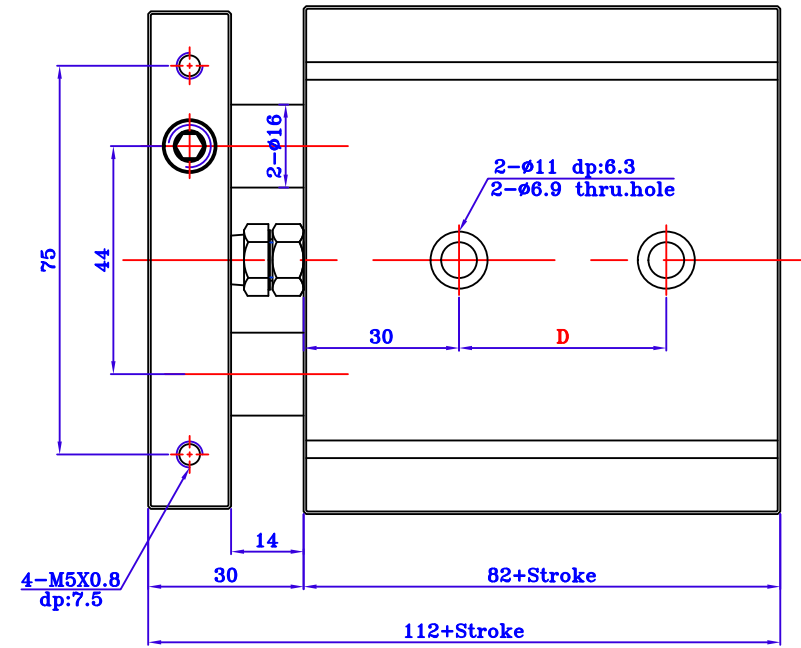 2-ø16
2-ø11 dp:6.3
2-ø6.9 thru.hole
75
44
30
D
14
4-M5X0.8
dp:7.5
30
82+Stroke
112+Stroke